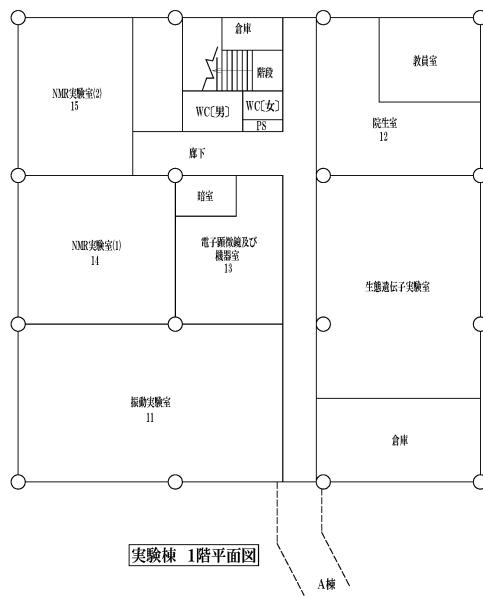 倉庫
教員室
階段
NMR実験室(2)
15
WC〔男〕
WC〔女〕
PS
院生室
12
廊下
暗室
NMR実験室(1)
14
電子顕微鏡及び
機器室
13
生態遺伝子実験室
振動実験室
11
倉庫
実験棟 1階平面図
A棟